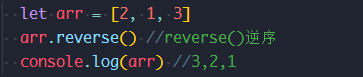 let arr = [2, 1, 3]
arr.reverse() //reverse()逆序
console.log(arr) //3,2,1